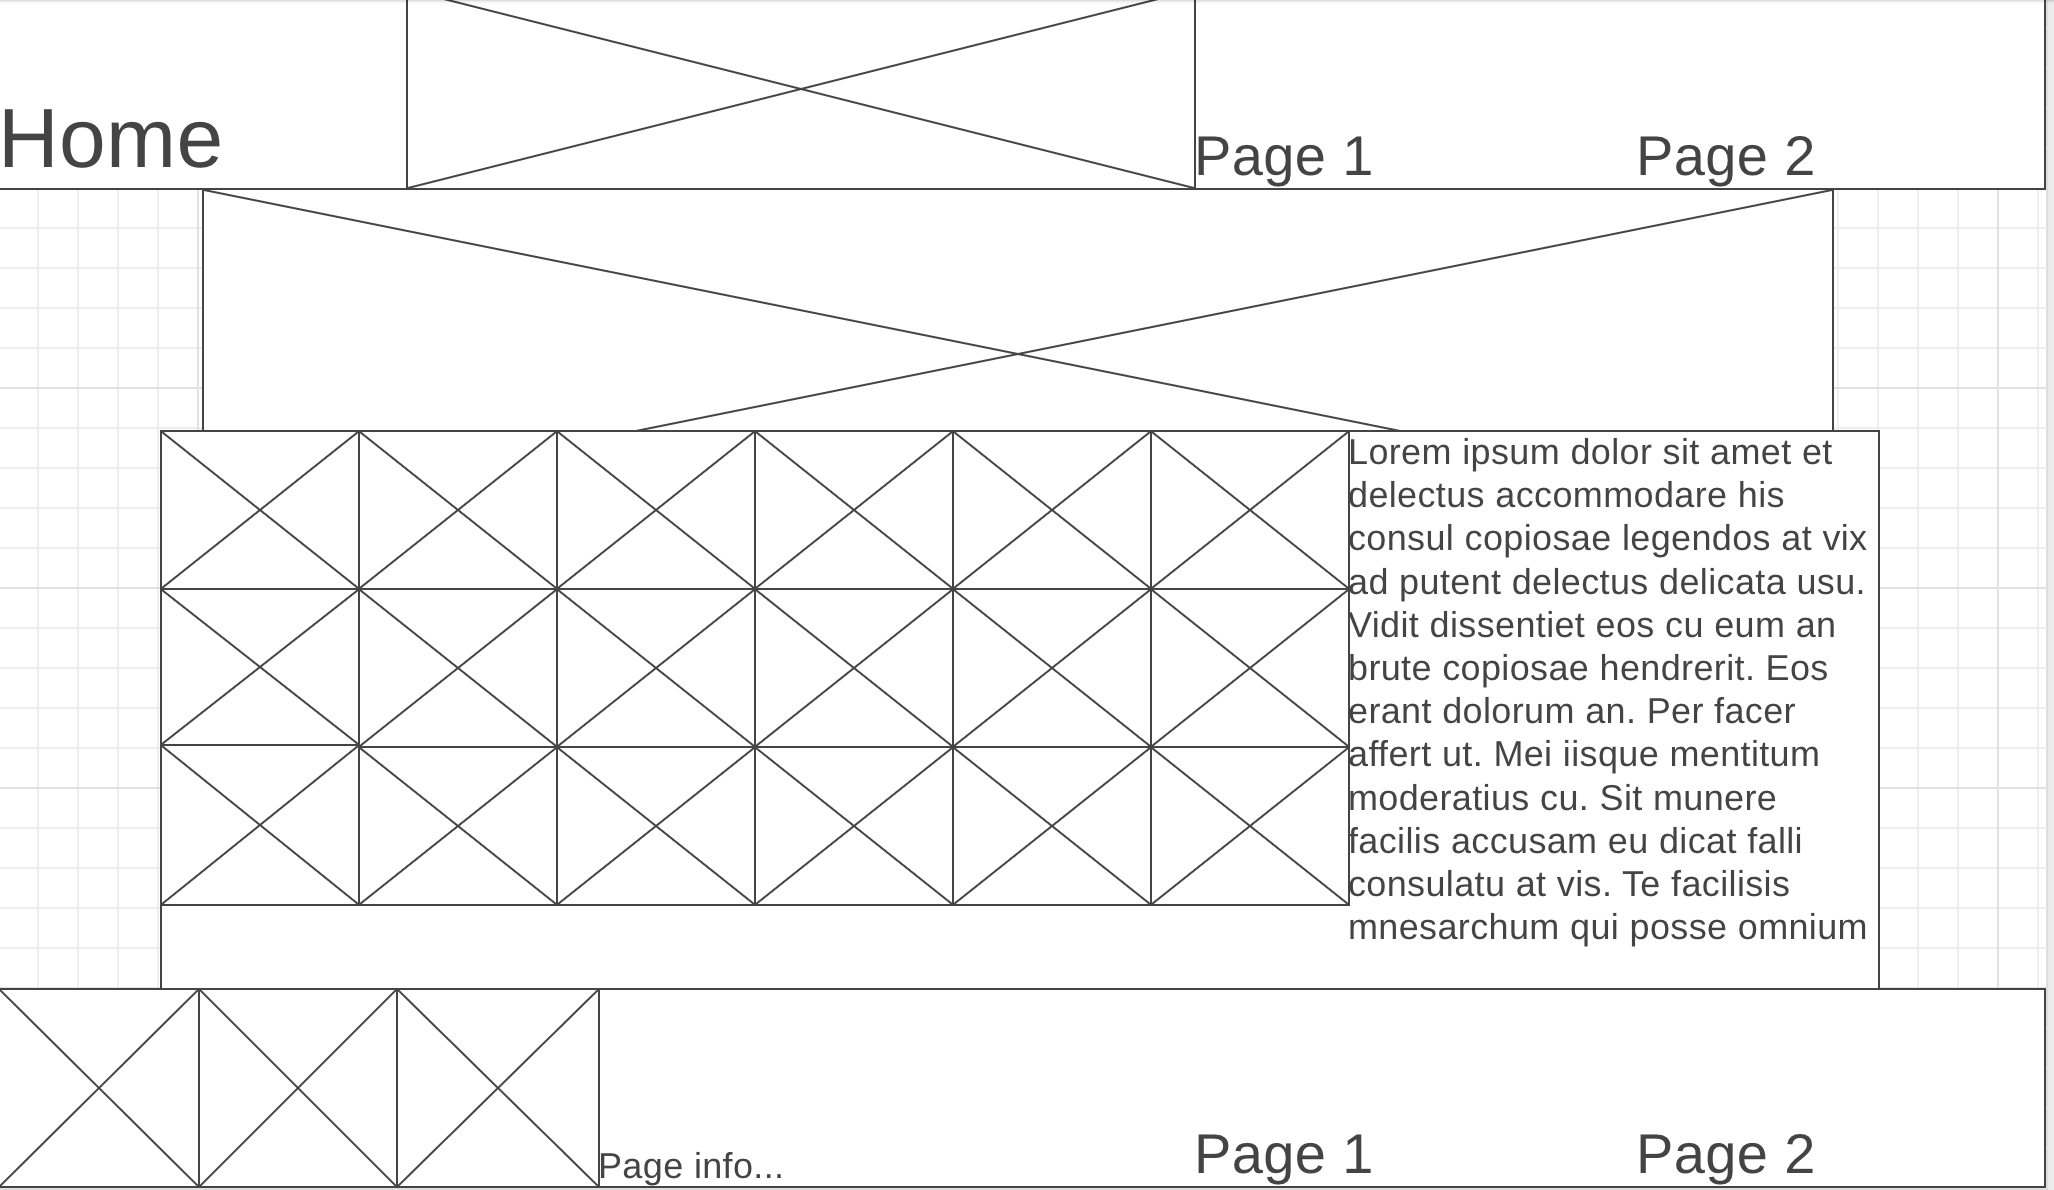 Home
Page 1
Page 2
Lorem ipsum dolor sit amet et
delectus accommodare his
consul copiosae legendos at vix
ad putent delectus delicata usu.
Vidit dissentiet eos cu eum an
brute copiosae hendrerit. Eos
erant dolorum an. Per facer
affert ut. Mei iisque mentitum
moderatius cu. Sit munere
facilis accusam eu dicat falli
consulatu at vis. Te facilisis
mnesarchum qui posse omnium
Page info...
Page 1
Page 2